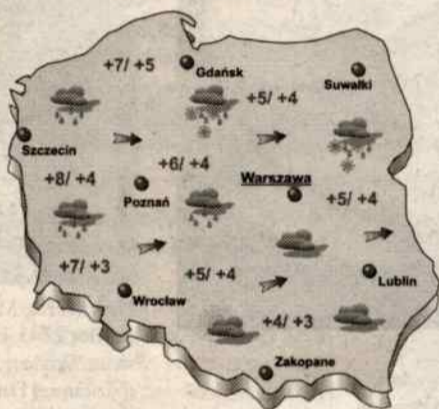 +7/ +5
Gdańsk
Suwałki
+5/ +4
Szczecin
+6/ +4
Warszawa
+8/ +4
Poznań
+5/ +4
+7/ +3
+5/ +4
Lublin
Wrocław
+4/ +3
Zakopane